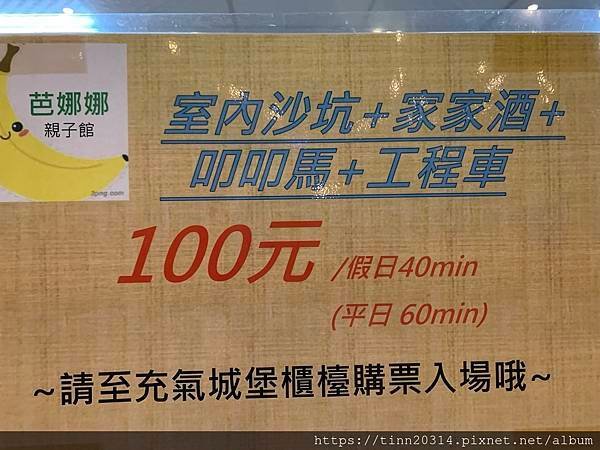 芭娜娜
親子館
2png.com
室內沙坑+家家酒+
叩叩馬+工程車
100元 /假日40min
(平日 60min)
~請至充氣城堡櫃檯購票入場哦~
https://tinn20314.pixnet.net/album